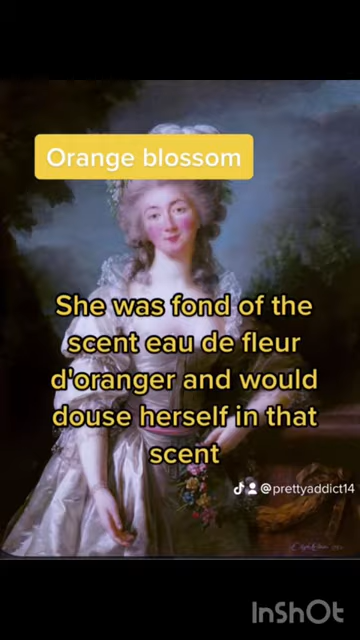 Orange blossom
She was fond of the
scent eau de fleur
d'oranger and would
douse herself in that
scent
@prettyaddict14
InShOt